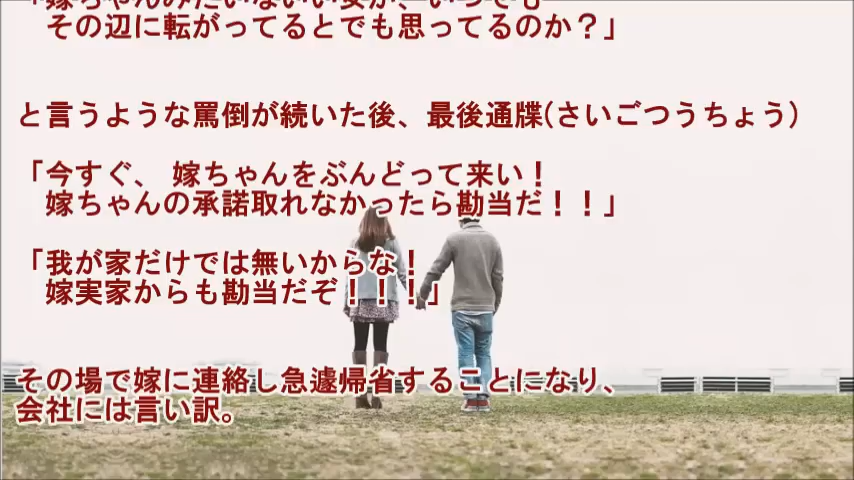 その辺に転がってるとでも思ってるのか？」
と言うような罵倒が続いた後、最後通牒(さいごつうちょう)
「今すぐ、 嫁ちゃんをぶんどって来い！
嫁ちゃんの承諾取れなかったら勘当だ！！」
「我が家だけでは無いからな！
嫁実家からも勘当だぞ！！！」
その場で嫁に連絡し急遽帰省することになり、
会社には言い訳。